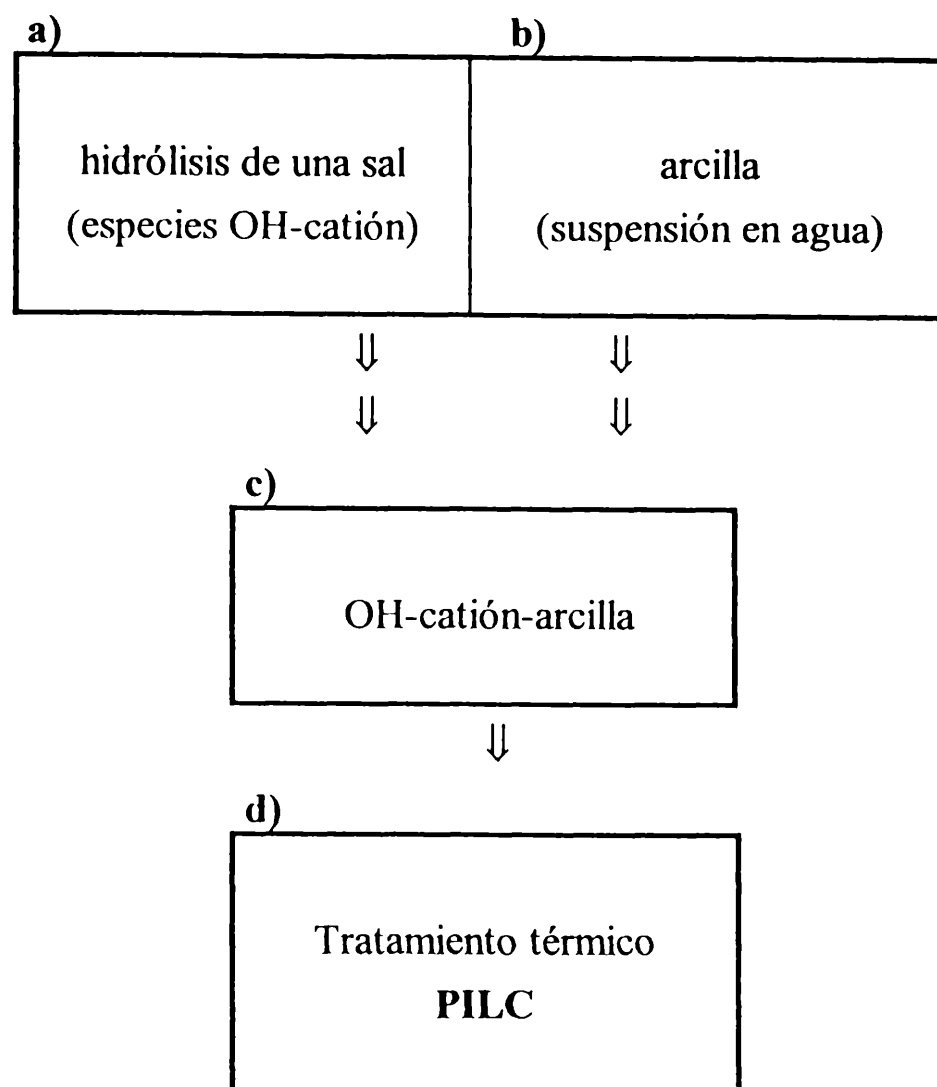 a)
b)
hidrólisis de una sal
(especies OH-catión)
arcilla
(suspensión en agua)
⇓ ⇓
⇓ ⇓
c)
OH-catión-arcilla
⇓
d)
Tratamiento térmico
PILC